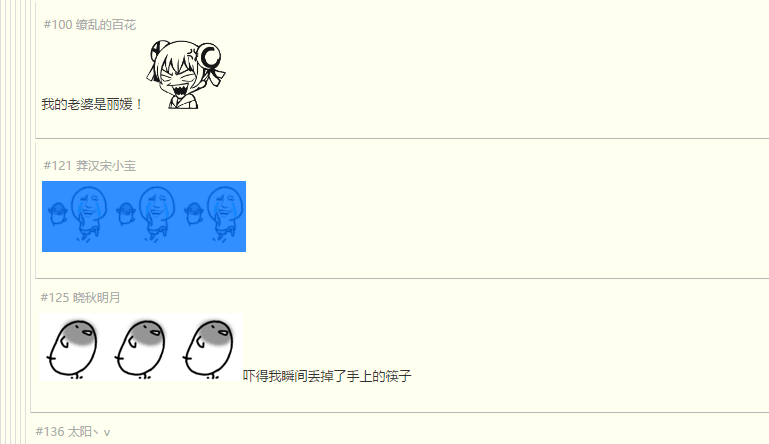 #100 缭乱的百花
我的老婆是丽媛！
#121 莽汉宋小宝
#125 晓秋明月
吓得我瞬间丢掉了手上的筷子
#136 太阳丶v